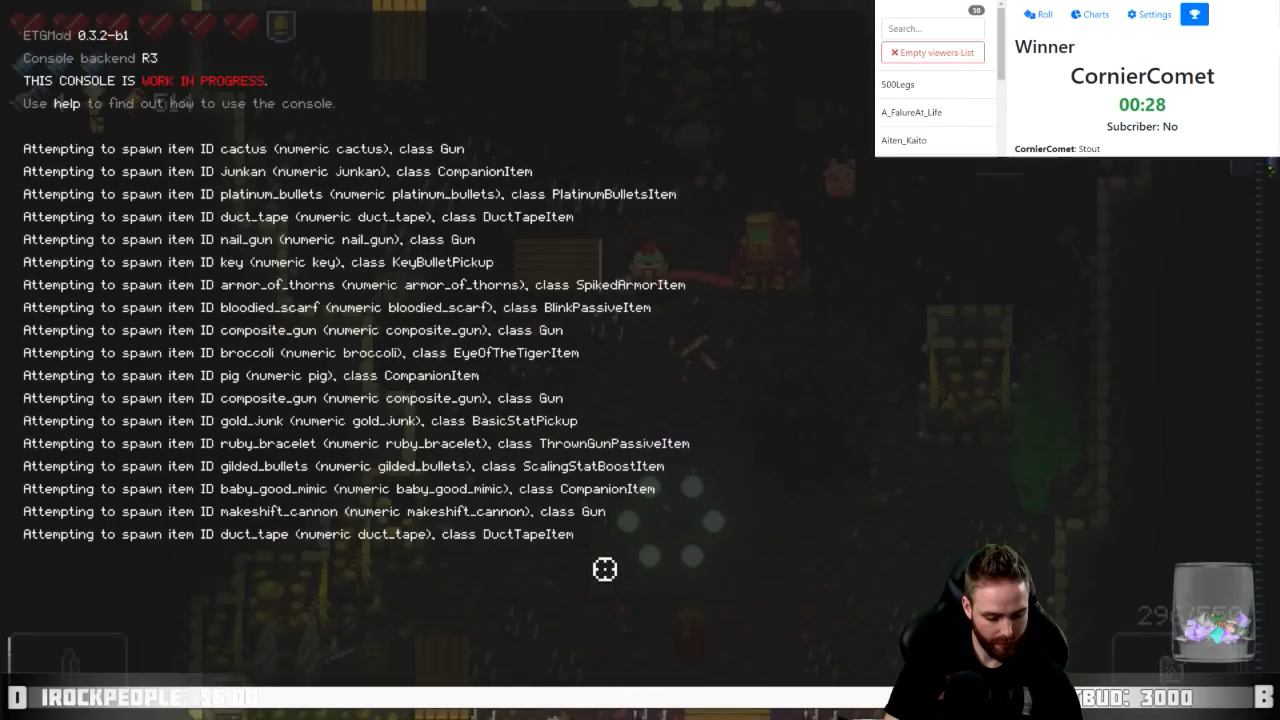 ETGMod 0.3.2-b1
Console backend R3
THIS CONSOLE IS WORK IN PROGRESS.
Use help to find out how to use the console.
Attempting to spawn item ID cactus (numeric cactus), class Gun
Attempting to spawn item ID Junkan (numeric Junkan), class CompanionItem
Attempting to spawn item ID platinum_bullets (numeric platinum_bullets), class PlatinumBulletsItem
Attempting to spawn item ID duct_tape (numeric duct_tape), class DuctTapeItem
Attempting to spawn item ID nail_gun (numeric nail_gun), class Gun
Attempting to spawn item ID key (numeric key), class KeyBulletPickup
Attempting to spawn item ID armor_of_thorns (numeric armor_of_thorns), class SpikedArmorItem
Attempting to spawn item ID bloodied_scarf (numeric bloodied_scarf), class BlinkPassiveItem
Attempting to spawn item ID composite_gun (numeric composite_gun), class Gun
Attempting to spawn item ID broccoli (numeric broccoli), class EyeOfTheTigerItem
Attempting to spawn item ID pig (numeric pig), class CompanionItem
Attempting to spawn item ID composite_gun (numeric composite_gun), class Gun
Attempting to spawn item ID gold_junk (numeric gold_junk), class BasicStatPickup
Attempting to spawn item ID ruby_bracelet (numeric ruby_bracelet), class ThrownGunPassiveItem
Attempting to spawn item ID gilded_bullets (numeric gilded_bullets), class ScalingStatBoostItem
Attempting to spawn item ID baby_good_mimic (numeric baby_good_mimic), class CompanionItem
Attempting to spawn item ID makeshift_cannon (numeric makeshift_cannon), class Gun
Attempting to spawn item ID duct_tape (numeric duct_tape), class DuctTapeItem
50
Search...
Empty viewers List
500Legs
A_FalureAt_Life
Aiten_Kaito
Roll Charts Settings
Winner
CornierComet
00:28
Subcriber: No
CornierComet: Stout
D IROCKPEOPLE: 3000 B